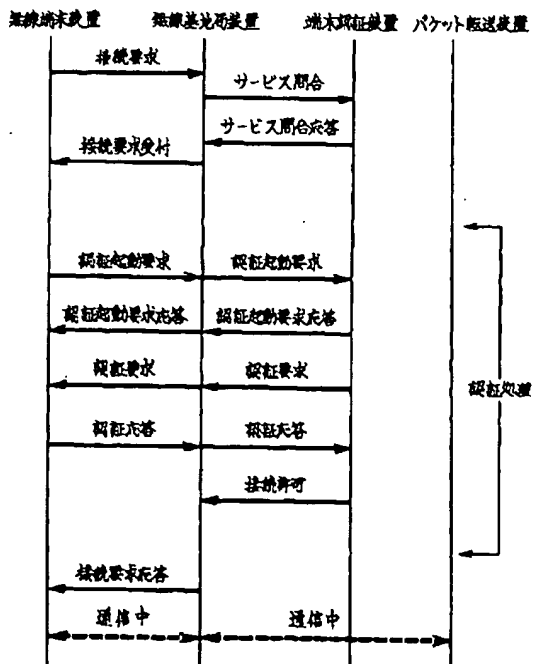 無線端末装置 無線基地局装置 端末認証装置 パケット転送装置
接続要求
サービス問合
サービス問合応答
接続要求受付
認証起動要求 認証起動要求
認証起動要求応答 認証起動要求応答
認証要求 認証要求
認証処理
認証応答 認証応答
接続許可
接続要求応答
通信中 通信中